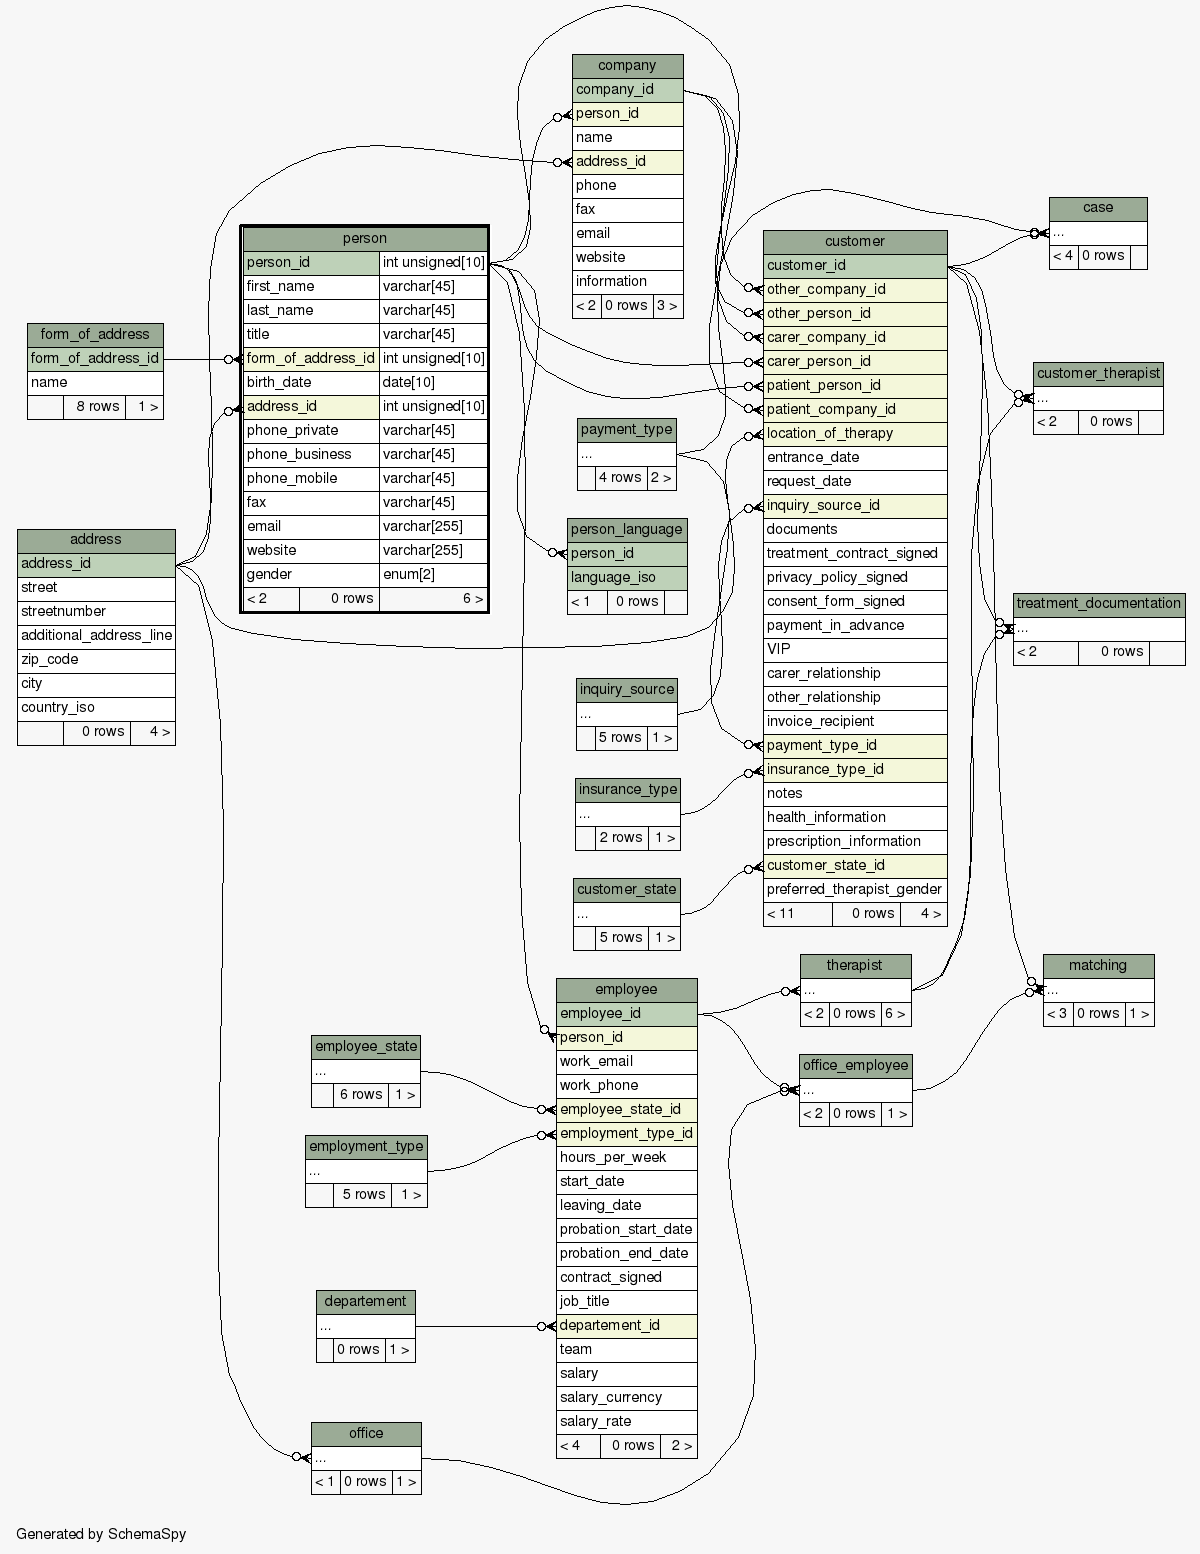 company
company_id
person_id
name
address_id
phone
fax
email
website
information
< 2 0 rows 3 >
case
...
< 4 0 rows
person
person_id int unsigned[10]
first_name varchar[45]
last_name varchar[45]
title varchar[45]
form_of_address_id int unsigned[10]
birth_date date[10]
address_id int unsigned[10]
phone_private varchar[45]
phone_business varchar[45]
phone_mobile varchar[45]
fax varchar[45]
email varchar[255]
website varchar[255]
gender enum[2]
< 2 0 rows 6 >
customer
customer_id
other_company_id
other_person_id
carer_company_id
carer_person_id
patient_person_id
patient_company_id
location_of_therapy
entrance_date
request_date
inquiry_source_id
documents
treatment_contract_signed
privacy_policy_signed
consent_form_signed
payment_in_advance
VIP
carer_relationship
other_relationship
invoice_recipient
payment_type_id
insurance_type_id
notes
health_information
prescription_information
customer_state_id
preferred_therapist_gender
< 11 0 rows 4 >
form_of_address
form_of_address_id
name
8 rows 1 >
customer_therapist
...
< 2 0 rows
payment_type
...
4 rows 2 >
person_language
person_id
language_iso
< 1 0 rows
address
address_id
street
streetnumber
additional_address_line
zip_code
city
country_iso
0 rows 4 >
treatment_documentation
...
< 2 0 rows
inquiry_source
...
5 rows 1 >
insurance_type
...
2 rows 1 >
customer_state
...
5 rows 1 >
therapist
...
< 2 0 rows 6 >
matching
...
< 3 0 rows 1 >
employee
employee_id
person_id
work_email
work_phone
employee_state_id
employment_type_id
hours_per_week
start_date
leaving_date
probation_start_date
probation_end_date
contract_signed
job_title
departement_id
team
salary
salary_currency
salary_rate
< 4 0 rows 2 >
office_employee
...
< 2 0 rows 1 >
employee_state
...
6 rows 1 >
employment_type
...
5 rows 1 >
departement
...
0 rows 1 >
office
...
< 1 0 rows 1 >
Generated by SchemaSpy